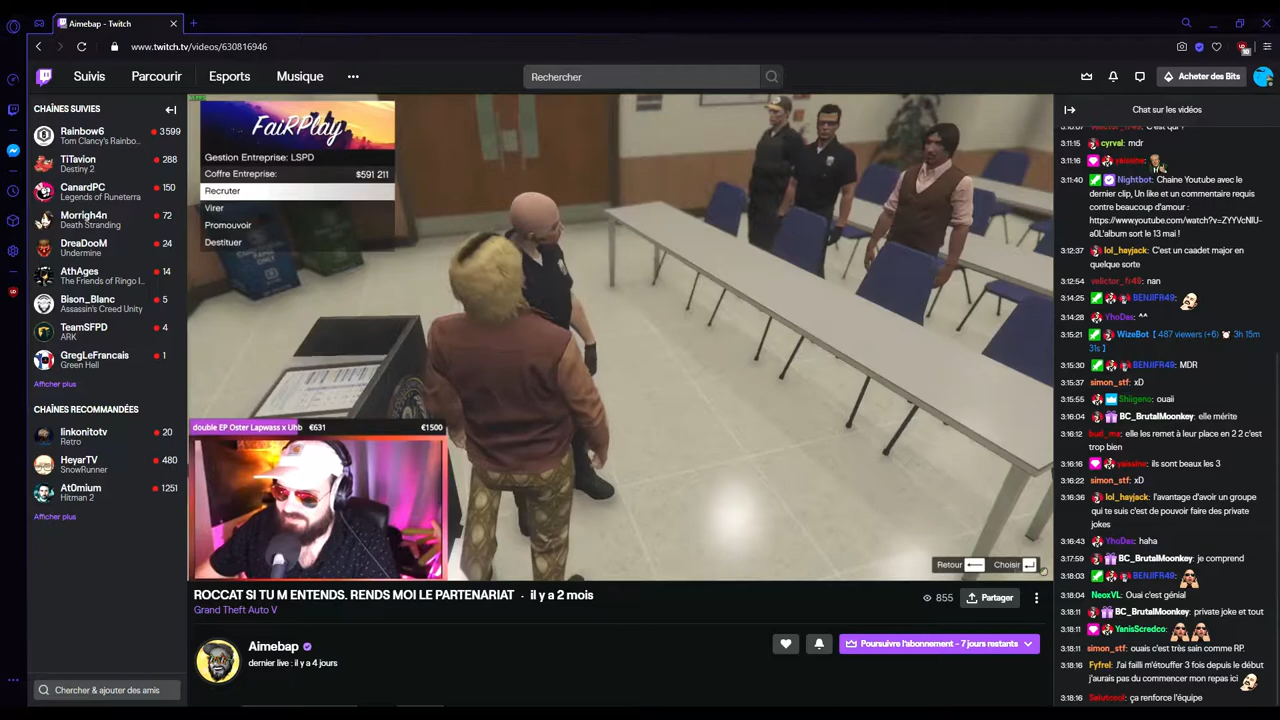 Aimebap - Twitch
www.twitch.tv/videos/630816946
Suivis
Parcourir
Esports
Musique
Rechercher
Acheter des Bits
CHAÎNES SUIVIES
Rainbow6
3599
Tom Clancy's Rainbo...
TiTavion
288
Destiny 2
CanardPC
150
Legends of Runeterra
Morrigh4n
72
Death Stranding
DreaDooM
24
Undermine
AthAges
14
The Friends of Ringo I...
Bison_Blanc
5
Assassin's Creed Unity
TeamSFPD
4
ARK
GregLeFrancais
1
Green Hell
Afficher plus
CHAÎNES RECOMMANDÉES
linkonitotv
20
Retro
HeyarTV
480
SnowRunner
At0mium
1251
Hitman 2
Afficher plus
Chercher & ajouter des amis
FaiRPlay
Gestion Entreprise: LSPD
Coffre Entreprise:
$591 211
Recruter
Virer
Promouvoir
Destituer
double EP Oster Lapwass x Uhb
€631
€1500
Retour
Choisir
ROCCAT SI TU M ENTENDS. RENDS MOI LE PARTENARIAT · il y a 2 mois
Grand Theft Auto V
855
Partager
Aimebap
dernier live : il y a 4 jours
Poursuivre l'abonnement - 7 jours restants
Chat sur les vidéos
3:11:15 cyrval: mdr
3:11:16 yaissine:
3:11:40 Nightbot: Chaine Youtube avec le
dernier clip, Un like et un commentaire requis
contre beaucoup d'amour :
https://www.youtube.com/watch?v=ZYYVcNIU-
a0L'album sort le 13 mai !
3:12:37 lol_hayjack: C'est un caadet major en
quelque sorte
3:12:54 velictor_fr49: nan
3:14:25 BENJIFR49:
3:14:28 YhoDas: ^^
3:15:21 WizeBot [ 487 viewers (+6) 3h 15m
31s ]
3:15:30 BENJIFR49: MDR
3:15:37 simon_stf: xD
3:15:55 Shiigeno: ouaii
3:16:04 BC_BrutalMoonkey: elle mérite
3:16:12 bud_ma: elle les remet à leur place en 2 2 c'est
trop bien
3:16:16 yaissine: ils sont beaux les 3
3:16:22 simon_stf: xD
3:16:36 lol_hayjack: l'avantage d'avoir un groupe
qui te suis c'est de pouvoir faire des private
jokes
3:16:43 YhoDas: haha
3:17:59 BC_BrutalMoonkey: je comprend
3:18:03 BENJIFR49:
3:18:04 NeoxVL: Ouai c'est génial
3:18:11 BC_BrutalMoonkey: private joke et tout
3:18:11 YanisScredco:
3:18:11 simon_stf: ouais c'est très sain comme RP.
3:18:16 Fyfrel: J'ai failli m'étouffer 3 fois depuis le début
j'aurais pas du commencer mon repas ici
3:18:16 Salutcool: ça renforce l'équipe